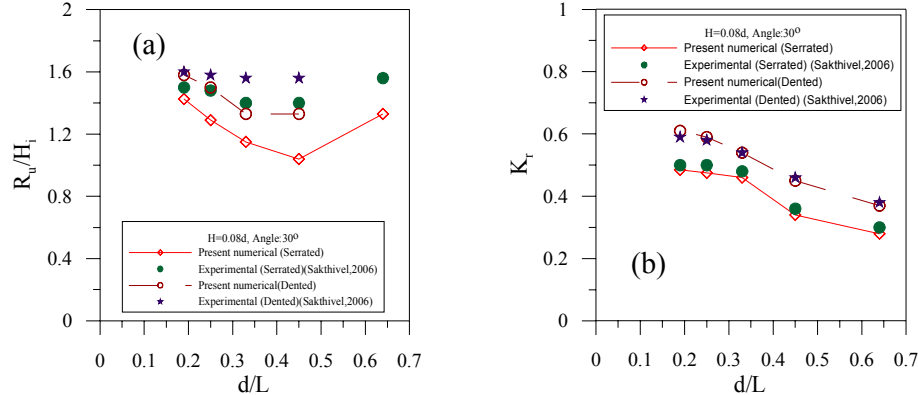 (a)
R_u/H_i
2
1.6
1.2
0.8
0.4
0
H=0.08d, Angle:30°
Present numerical (Serrated)
Experimental (Serrated)(Sakthivel,2006)
Present numerical(Dented)
Experimental (Dented)(Sakthivel,2006)
0 0.1 0.2 0.3 0.4 0.5 0.6 0.7
d/L
K_r
1
0.8
0.6
0.4
0.2
0
H=0.08d, Angle:30°
Present numerical (Serrated)
Experimental (Serrated) (Sakthivel,2006)
Present numerical(Dented)
Experimental (Dented) (Sakthivel,2006)
(b)
0 0.1 0.2 0.3 0.4 0.5 0.6 0.7
d/L